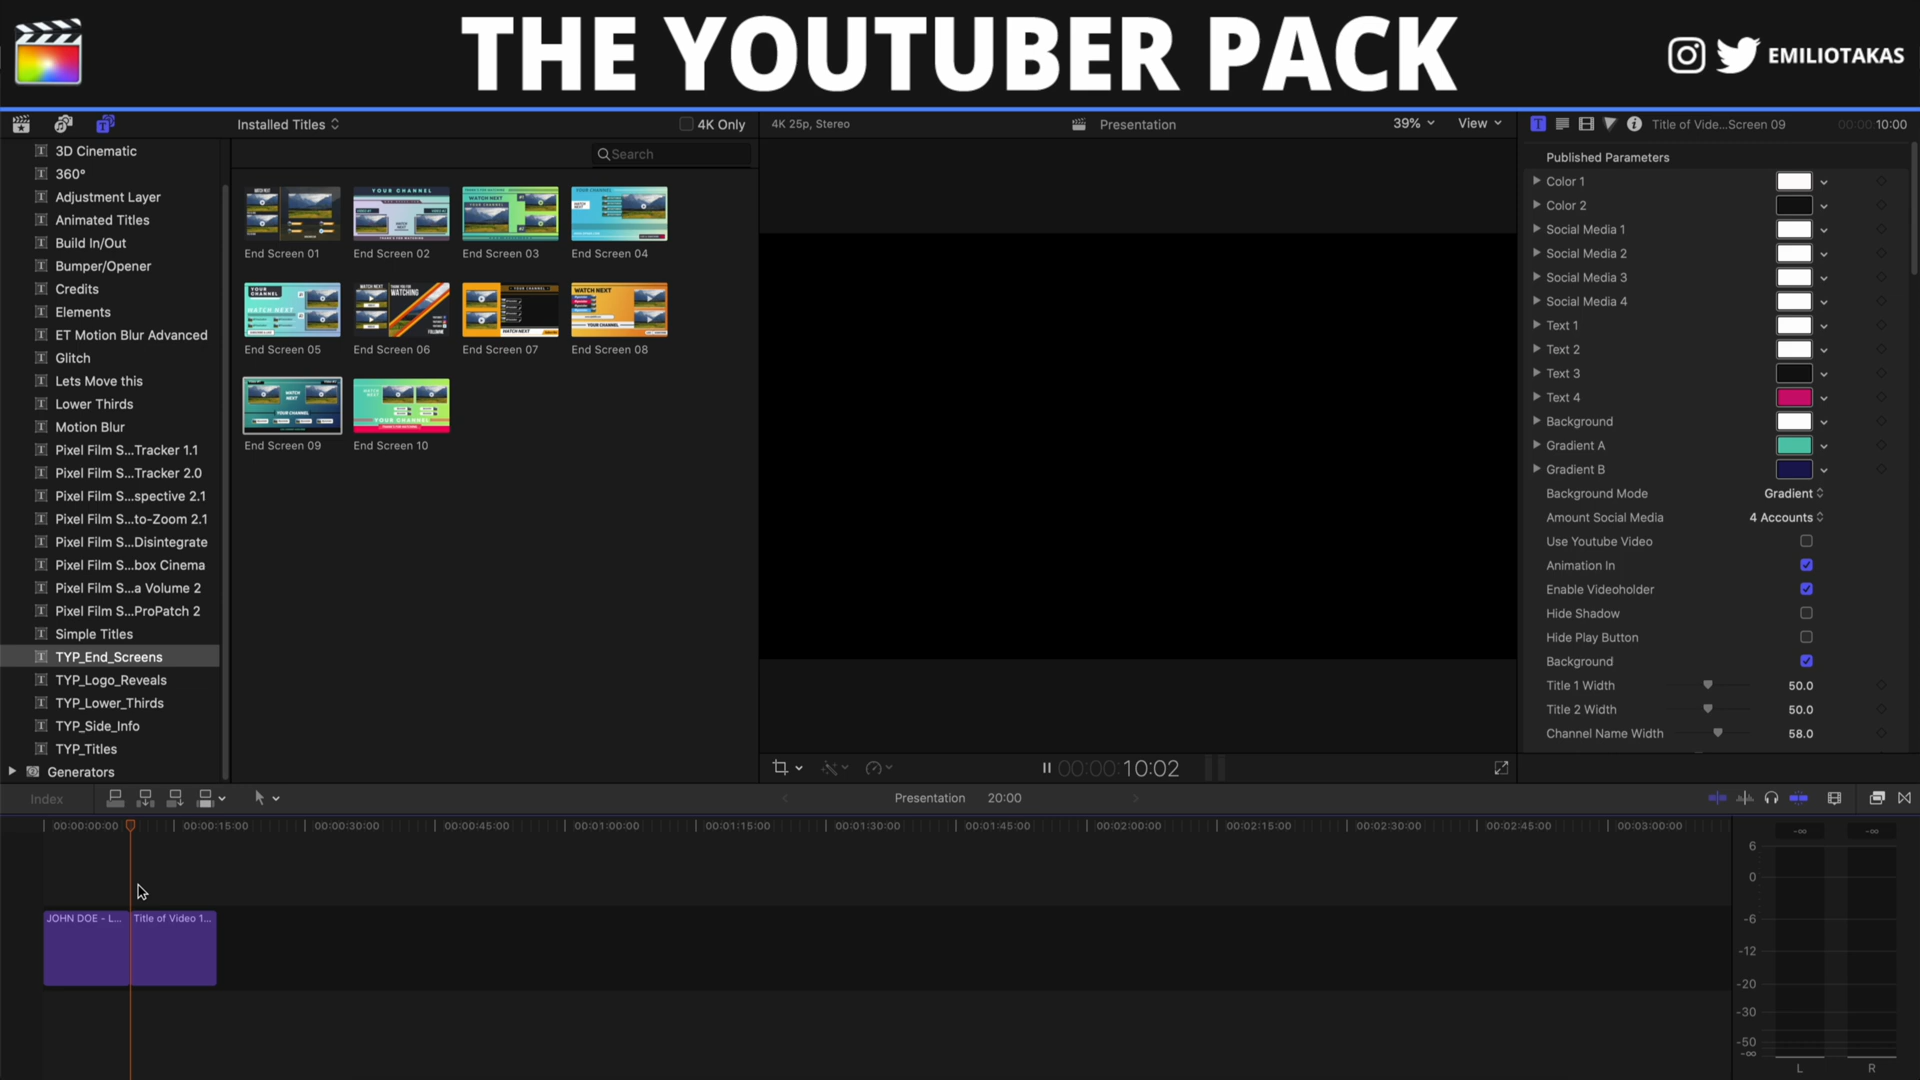 THE YOUTUBER PACK
EMILIOTAKAS
Installed Titles
4K Only
4K 25p, Stereo
Presentation
39%
View
Title of Vide...Screen 09
00:00:10:00
Search
3D Cinematic
360°
Adjustment Layer
Animated Titles
Build In/Out
Bumper/Opener
Credits
Elements
ET Motion Blur Advanced
Glitch
Lets Move this
Lower Thirds
Motion Blur
Pixel Film S...Tracker 1.1
Pixel Film S...Tracker 2.0
Pixel Film S...spective 2.1
Pixel Film S...to-Zoom 2.1
Pixel Film S...Disintegrate
Pixel Film S...box Cinema
Pixel Film S...a Volume 2
Pixel Film S...ProPatch 2
Simple Titles
TYP_End_Screens
TYP_Logo_Reveals
TYP_Lower_Thirds
TYP_Side_Info
TYP_Titles
Generators
End Screen 01
End Screen 02
End Screen 03
End Screen 04
End Screen 05
End Screen 06
End Screen 07
End Screen 08
End Screen 09
End Screen 10
Published Parameters
Color 1
Color 2
Social Media 1
Social Media 2
Social Media 3
Social Media 4
Text 1
Text 2
Text 3
Text 4
Background
Gradient A
Gradient B
Background Mode Gradient
Amount Social Media 4 Accounts
Use Youtube Video
Animation In
Enable Videoholder
Hide Shadow
Hide Play Button
Background
Title 1 Width 50.0
Title 2 Width 50.0
Channel Name Width 58.0
00:00:10:02
Index
Presentation 20:00
00:00:00:00
00:00:15:00
00:00:30:00
00:00:45:00
00:01:00:00
00:01:15:00
00:01:30:00
00:01:45:00
00:02:00:00
00:02:15:00
00:02:30:00
00:02:45:00
00:03:00:00
JOHN DOE - L...
Title of Video 1...
-∞ -∞
6
0
-6
-12
-20
-30
-50
-∞
L R